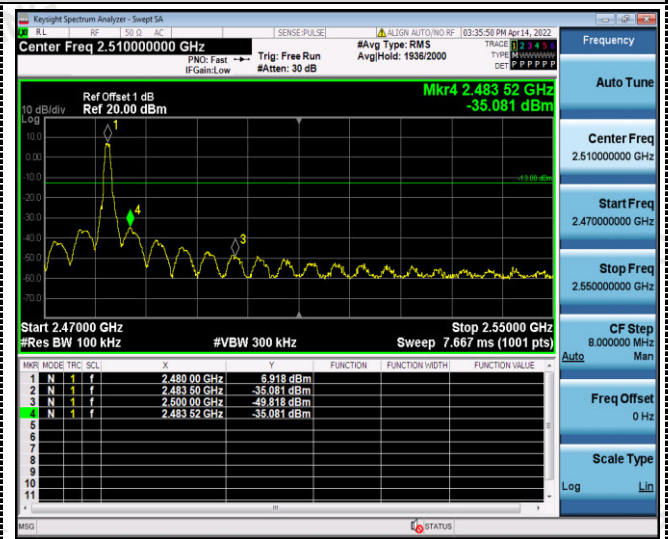 Keysight Spectrum Analyzer - Swept SA
RL RF 50 Ω AC SENSE:PULSE ALIGN AUTO/NO RF 03:35:50 PM Apr 14, 2022
Center Freq 2.510000000 GHz #Avg Type: RMS TRACE 1 2 3 4 5 6
PNO: Fast Trig: Free Run Avg|Hold: 1936/2000 TYPE M W W W W W
IFGain:Low #Atten: 30 dB DET P P P P P P
Ref Offset 1 dB Mkr4 2.483 52 GHz
10 dB/div Ref 20.00 dBm -35.081 dBm
Log
1
10.0
0.00
-10.0
-13.00 dBm
-20.0
4
-30.0
-40.0
3
-50.0
-60.0
-70.0
Start 2.47000 GHz Stop 2.55000 GHz
#Res BW 100 kHz #VBW 300 kHz Sweep 7.667 ms (1001 pts)
MKR MODE TRC SCL X Y FUNCTION FUNCTION WIDTH FUNCTION VALUE
1 N 1 f 2.480 00 GHz 6.918 dBm
2 N 1 f 2.483 50 GHz -35.081 dBm
3 N 1 f 2.500 00 GHz -49.818 dBm
4 N 1 f 2.483 52 GHz -35.081 dBm
5
6
7
8
9
10
11
MSG STATUS
Frequency
Auto Tune
Center Freq
2.510000000 GHz
Start Freq
2.470000000 GHz
Stop Freq
2.550000000 GHz
CF Step
8.000000 MHz
Auto Man
Freq Offset
0 Hz
Scale Type
Log Lin